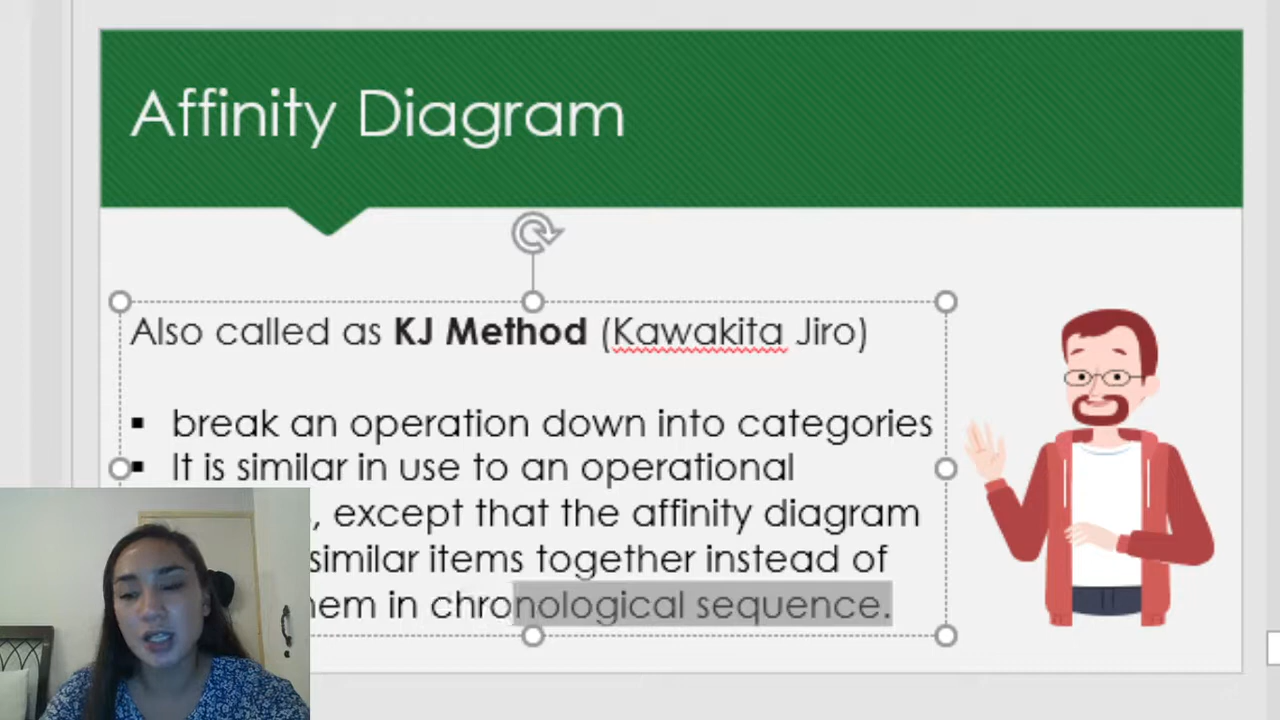 Affinity Diagram
Also called as KJ Method (Kawakita Jiro)
▪ break an operation down into categories
▪ It is similar in use to an operational
, except that the affinity diagram
similar items together instead of
in chronological sequence.